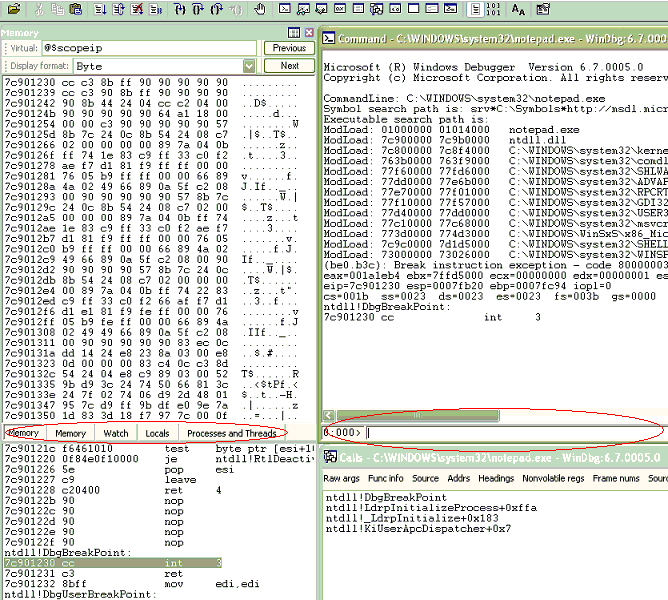 Memory
Virtual: @$scopeip Previous
Display format: Byte Next
7c901230 cc c3 8b ff 90 90 90 90 90 .........
7c901239 cc c3 90 8b ff 90 90 90 90 .........
7c901242 90 8b 44 24 04 cc c2 04 00 ..D$.....
7c90124b 90 90 90 90 90 64 a1 18 00 .....d...
7c901254 00 00 c3 90 90 90 90 90 57 ........W
7c90125d 8b 7c 24 0c 8b 54 24 08 c7 .|$..T$..
7c901266 02 00 00 00 00 89 7a 04 0b ......z..
7c90126f ff 74 1e 83 c9 ff 33 c0 f2 .t....3..
7c901278 ae f7 d1 81 f9 ff ff 00 00 .........
7c901281 76 05 b9 ff ff 00 00 66 89 v......f.
7c90128a 4a 02 49 66 89 0a 5f c2 08 J.If.._..
7c901293 00 90 90 90 90 90 57 8b 7c ......W.|
7c90129c 24 0c 8b 54 24 08 c7 02 00 $..T$....
7c9012a5 00 00 00 89 7a 04 0b ff 74 ....z...t
7c9012ae 1e 83 c9 ff 33 c0 f2 ae f7 ....3....
7c9012b7 d1 81 f9 ff ff 00 00 76 05 .......v.
7c9012c0 b9 ff ff 00 00 66 89 4a 02 .....f.J.
7c9012c9 49 66 89 0a 5f c2 08 00 90 If.._....
7c9012d2 90 90 90 90 57 8b 7c 24 0c ....W.|$.
7c9012db 8b 54 24 08 c7 02 00 00 00 .T$......
7c9012e4 00 89 7a 04 0b ff 74 22 83 ..z...t".
7c9012ed c9 ff 33 c0 f2 66 af f7 d1 ..3..f...
7c9012f6 d1 e1 81 f9 fe ff 00 00 76 ........v
7c9012ff 05 b9 fe ff 00 00 66 89 4a ......f.J
7c901308 02 49 49 66 89 0a 5f c2 08 .IIf.._..
7c901311 00 90 90 90 90 90 83 ec 0c .........
7c90131a dd 14 24 e8 23 8a 03 00 e8 ..$.#....
7c901323 0d 00 00 00 83 c4 0c c3 8d .........
7c90132c 54 24 04 e8 c9 89 03 00 52 T$......R
7c901335 9b d9 3c 24 74 50 66 81 3c ..<$tPf.<
7c90133e 24 7f 02 74 06 d9 2d 48 01 $..t..-H.
7c901347 95 7c d9 ff 9b df e0 9e 7a .|......z
7c901350 1d 83 3d 18 f7 97 7c 00 0f ..=...|..
Memory Memory Watch Locals Processes and Threads
7c90121c f6461010 test byte ptr [esi+1
7c901220 0f84e0f10000 je ntdll!RtlDeactiv
7c901226 5e pop esi
7c901227 c9 leave
7c901228 c20400 ret 4
7c90122b 90 nop
7c90122c 90 nop
7c90122d 90 nop
7c90122e 90 nop
7c90122f 90 nop
ntdll!DbgBreakPoint:
7c901230 cc int 3
7c901231 c3 ret
7c901232 8bff mov edi,edi
ntdll!DbgUserBreakPoint:
Command - C:\WINDOWS\system32\notepad.exe - WinDbg:6.7.0005.0
Microsoft (R) Windows Debugger Version 6.7.0005.0
Copyright (c) Microsoft Corporation. All rights reserv
CommandLine: C:\WINDOWS\system32\notepad.exe
Symbol search path is: srv*C:\Symbols*http://msdl.micr
Executable search path is:
ModLoad: 01000000 01014000 notepad.exe
ModLoad: 7c900000 7c9b0000 ntdll.dll
ModLoad: 7c800000 7c8f4000 C:\WINDOWS\system32\kerne
ModLoad: 763b0000 763f9000 C:\WINDOWS\system32\comdl
ModLoad: 77f60000 77fd6000 C:\WINDOWS\system32\SHLWA
ModLoad: 77dd0000 77e6b000 C:\WINDOWS\system32\ADVAP
ModLoad: 77e70000 77f01000 C:\WINDOWS\system32\RPCRT
ModLoad: 77f10000 77f57000 C:\WINDOWS\system32\GDI32
ModLoad: 77d40000 77dd0000 C:\WINDOWS\system32\USER3
ModLoad: 77c10000 77c68000 C:\WINDOWS\system32\msvcr
ModLoad: 773d0000 774d3000 C:\WINDOWS\WinSxS\x86_Mic
ModLoad: 7c9c0000 7d1d5000 C:\WINDOWS\system32\SHELL
ModLoad: 73000000 73026000 C:\WINDOWS\system32\WINSP
(be0.b3c): Break instruction exception - code 80000003
eax=001a1eb4 ebx=7ffd5000 ecx=00000000 edx=00000001 es
eip=7c901230 esp=0007fb20 ebp=0007fc94 iopl=0
cs=001b ss=0023 ds=0023 es=0023 fs=003b gs=0000
ntdll!DbgBreakPoint:
7c901230 cc int 3
0:000>
Calls - C:\WINDOWS\system32\notepad.exe - WinDbg:6.7.0005.0
Raw args Func info Source Addrs Headings Nonvolatile regs Frame nums Sour
ntdll!DbgBreakPoint
ntdll!LdrpInitializeProcess+0xffa
ntdll!_LdrpInitialize+0x183
ntdll!KiUserApcDispatcher+0x7